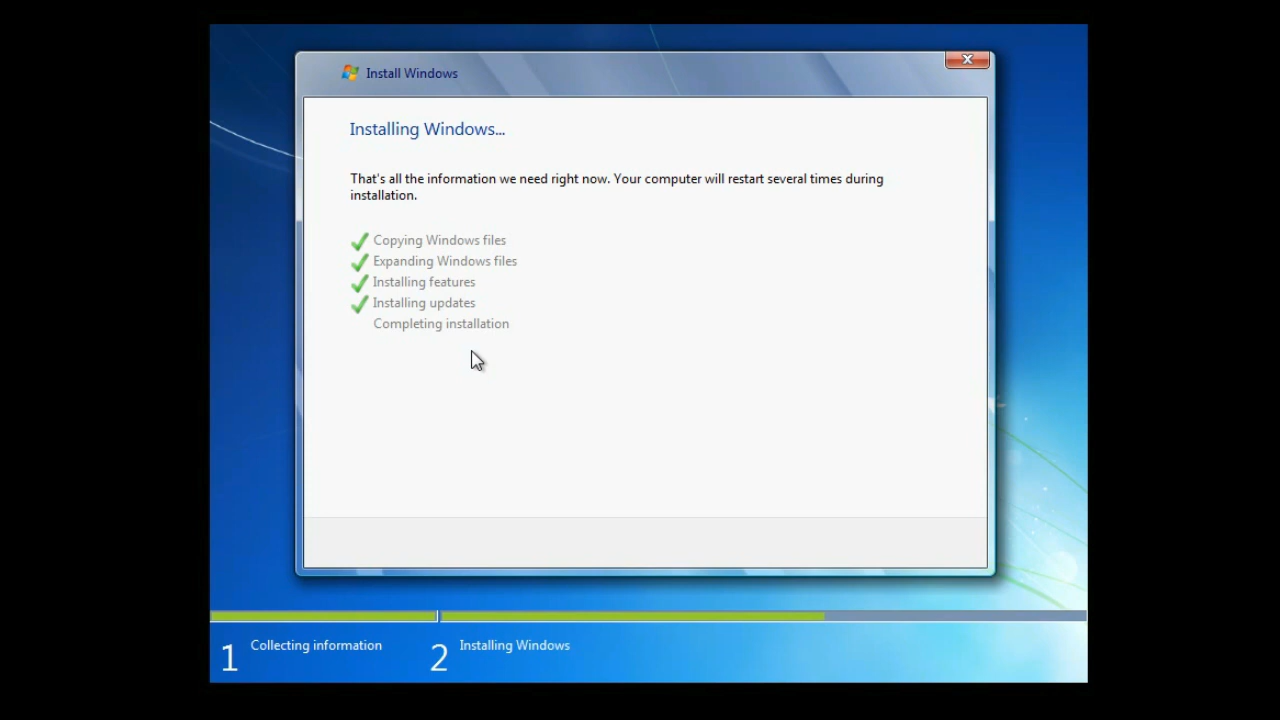 Install Windows
Installing Windows...
That's all the information we need right now. Your computer will restart several times during
installation.
Copying Windows files
Expanding Windows files
Installing features
Installing updates
Completing installation
1 Collecting information
2 Installing Windows